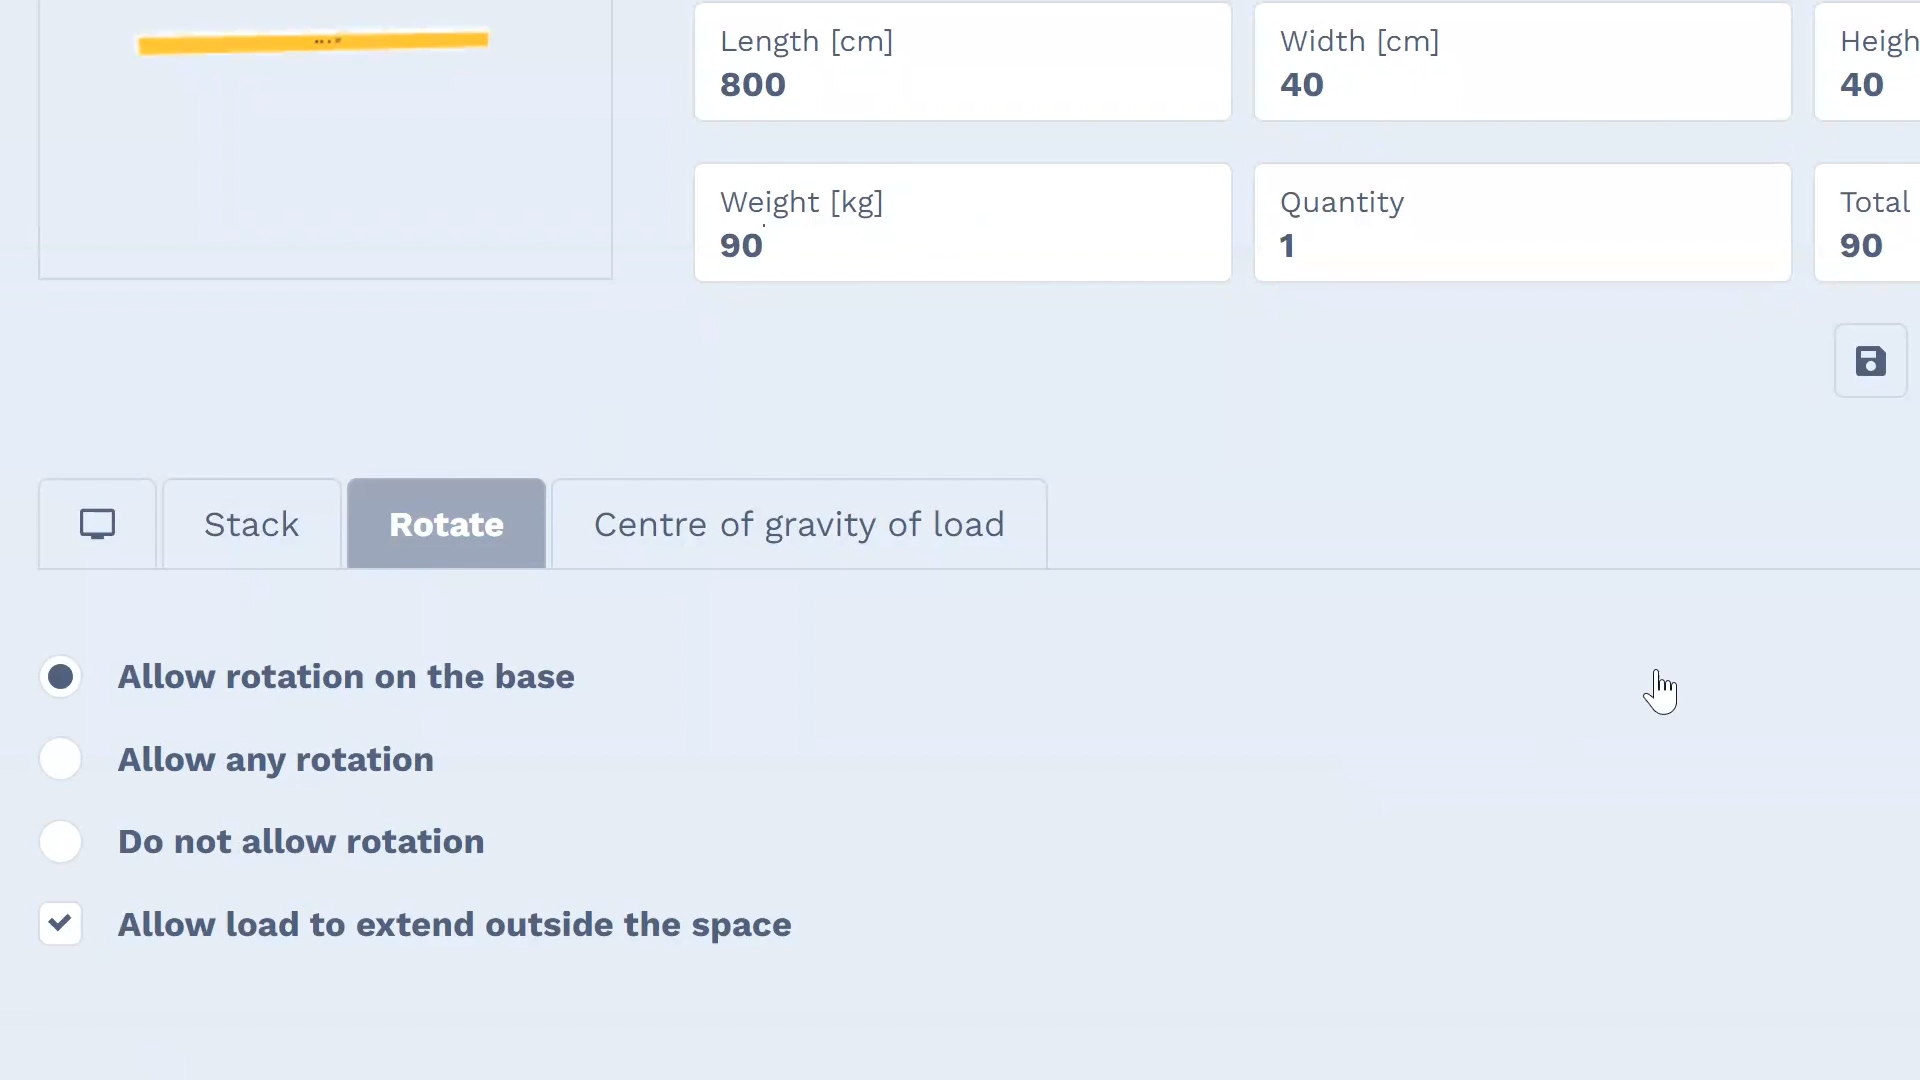 Length [cm]
800
Width [cm]
40
Heigh
40
Weight [kg]
90
Quantity
1
Total
90
Stack
Rotate
Centre of gravity of load
Allow rotation on the base
Allow any rotation
Do not allow rotation
Allow load to extend outside the space